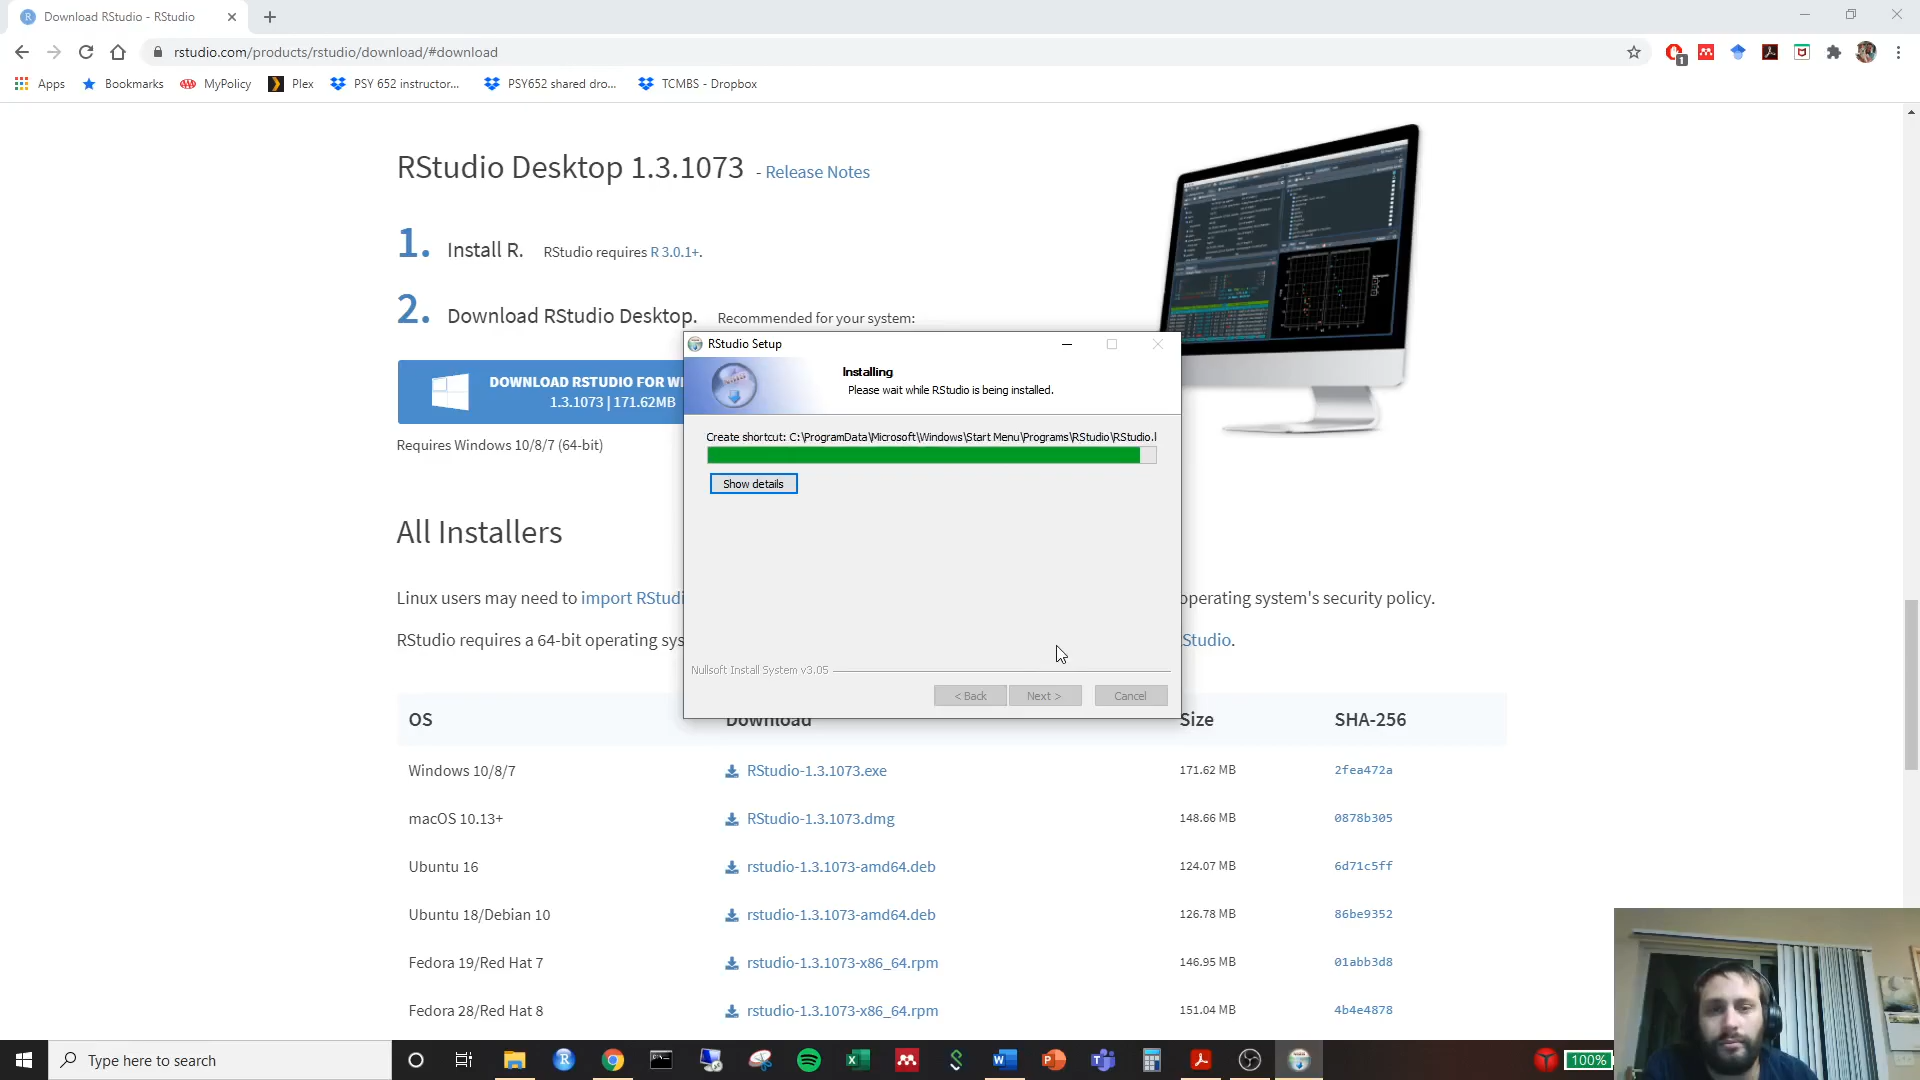 Download RStudio - RStudio
rstudio.com/products/rstudio/download/#download
1
Apps
Bookmarks
MyPolicy
Plex
PSY 652 instructor...
PSY652 shared dro...
TCMBS - Dropbox
RStudio Desktop 1.3.1073 - Release Notes
1. Install R. RStudio requires R 3.0.1+.
2. Download RStudio Desktop. Recommended for your system:
DOWNLOAD RSTUDIO FOR WI
1.3.1073 | 171.62MB
Requires Windows 10/8/7 (64-bit)
RStudio Setup
Installing
Please wait while RStudio is being installed.
Create shortcut: C:\ProgramData\Microsoft\Windows\Start Menu\Programs\RStudio\RStudio.l
Show details
Nullsoft Install System v3.05
< Back
Next >
Cancel
All Installers
Linux users may need to import RStudi
operating system's security policy.
RStudio requires a 64-bit operating sys
Studio.
OS Download Size SHA-256
Windows 10/8/7 RStudio-1.3.1073.exe 171.62 MB 2fea472a
macOS 10.13+ RStudio-1.3.1073.dmg 148.66 MB 0878b305
Ubuntu 16 rstudio-1.3.1073-amd64.deb 124.07 MB 6d71c5ff
Ubuntu 18/Debian 10 rstudio-1.3.1073-amd64.deb 126.78 MB 86be9352
Fedora 19/Red Hat 7 rstudio-1.3.1073-x86_64.rpm 146.95 MB 01abb3d8
Fedora 28/Red Hat 8 rstudio-1.3.1073-x86_64.rpm 151.04 MB 4b4e4878
Type here to search
100%